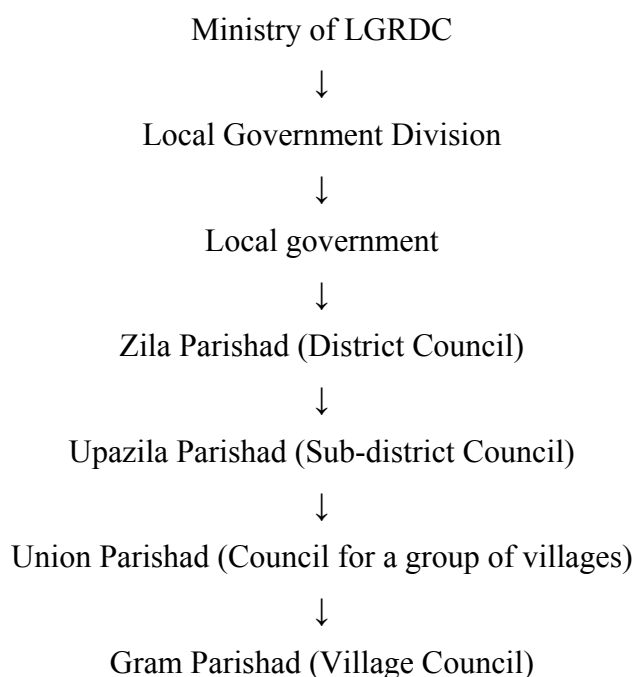 Ministry of LGRDC
↓
Local Government Division
↓
Local government
↓
Zila Parishad (District Council)
↓
Upazila Parishad (Sub-district Council)
↓
Union Parishad (Council for a group of villages)
↓
Gram Parishad (Village Council)